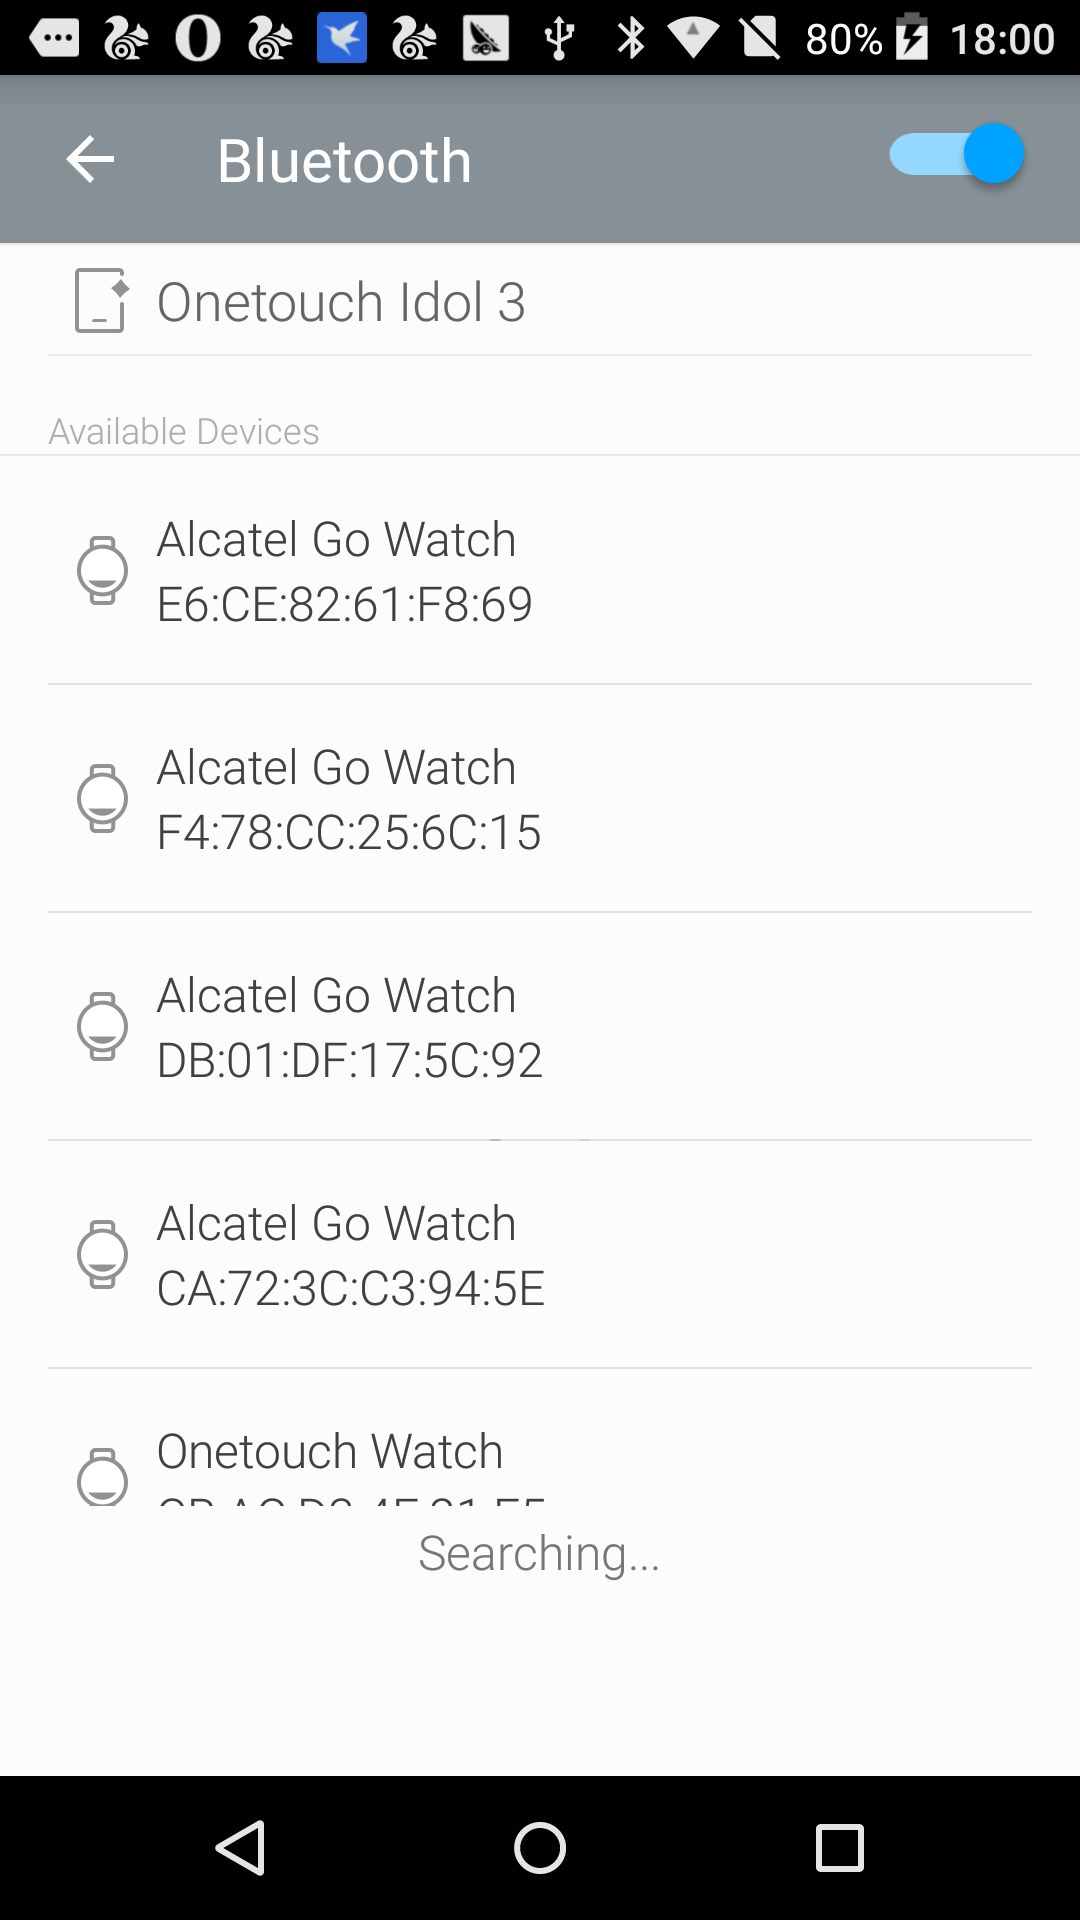 80% 18:00
Bluetooth
Onetouch Idol 3
Available Devices
Alcatel Go Watch
E6:CE:82:61:F8:69
Alcatel Go Watch
F4:78:CC:25:6C:15
Alcatel Go Watch
DB:01:DF:17:5C:92
Alcatel Go Watch
CA:72:3C:C3:94:5E
Onetouch Watch
Searching...